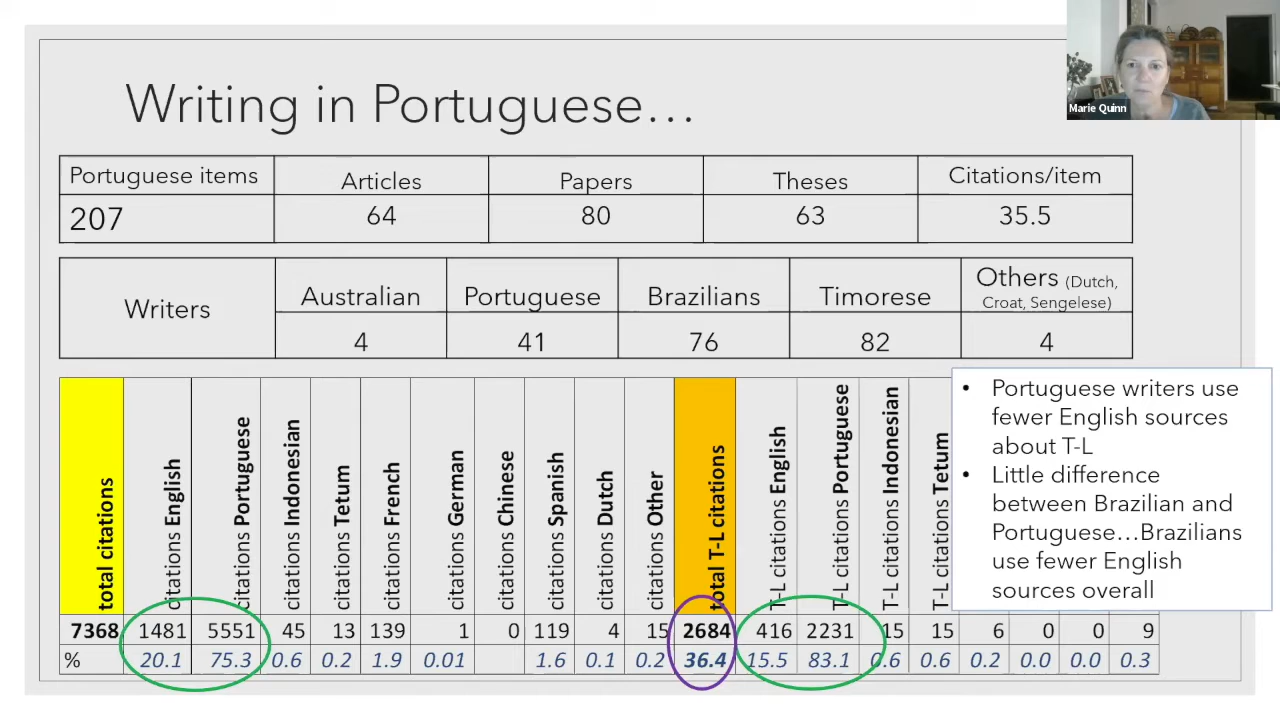 Marie Quinn
Writing in Portuguese…
Portuguese items Articles Papers Theses Citations/item
207 64 80 63 35.5
Writers Australian Portuguese Brazilians Timorese Others (Dutch,
Croat, Sengelese)
4 41 76 82 4
total citations
citations English
citations Portuguese
citations Indonesian
citations Tetum
citations French
citations German
citations Chinese
citations Spanish
citations Dutch
citations Other
total T-L citations
T-L citations English
T-L citations Portuguese
T-L citations Indonesian
T-L citations Tetum
• Portuguese writers use
fewer English sources
about T-L
• Little difference
between Brazilian and
Portuguese…Brazilians
use fewer English
sources overall
7368 1481 5551 45 13 139 1 0 119 4 15 2684 416 2231 15 15 6 0 0 9
% 20.1 75.3 0.6 0.2 1.9 0.01 1.6 0.1 0.2 36.4 15.5 83.1 0.6 0.6 0.2 0.0 0.0 0.3